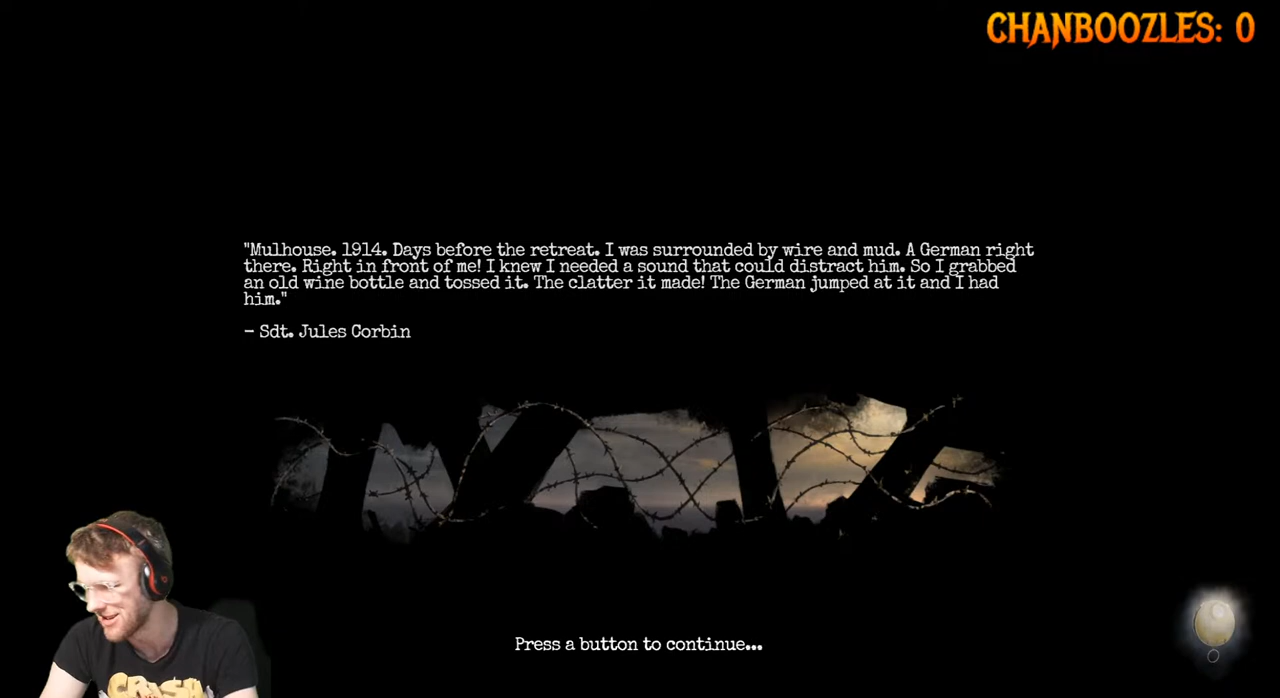 CHANBOOZLES: 0
"Mulhouse. 1914. Days before the retreat. I was surrounded by wire and mud. A German right
there. Right in front of me! I knew I needed a sound that could distract him. So I grabbed
an old wine bottle and tossed it. The clatter it made! The German jumped at it and I had
him."
- Sdt. Jules Corbin
CRASH
Press a button to continue...